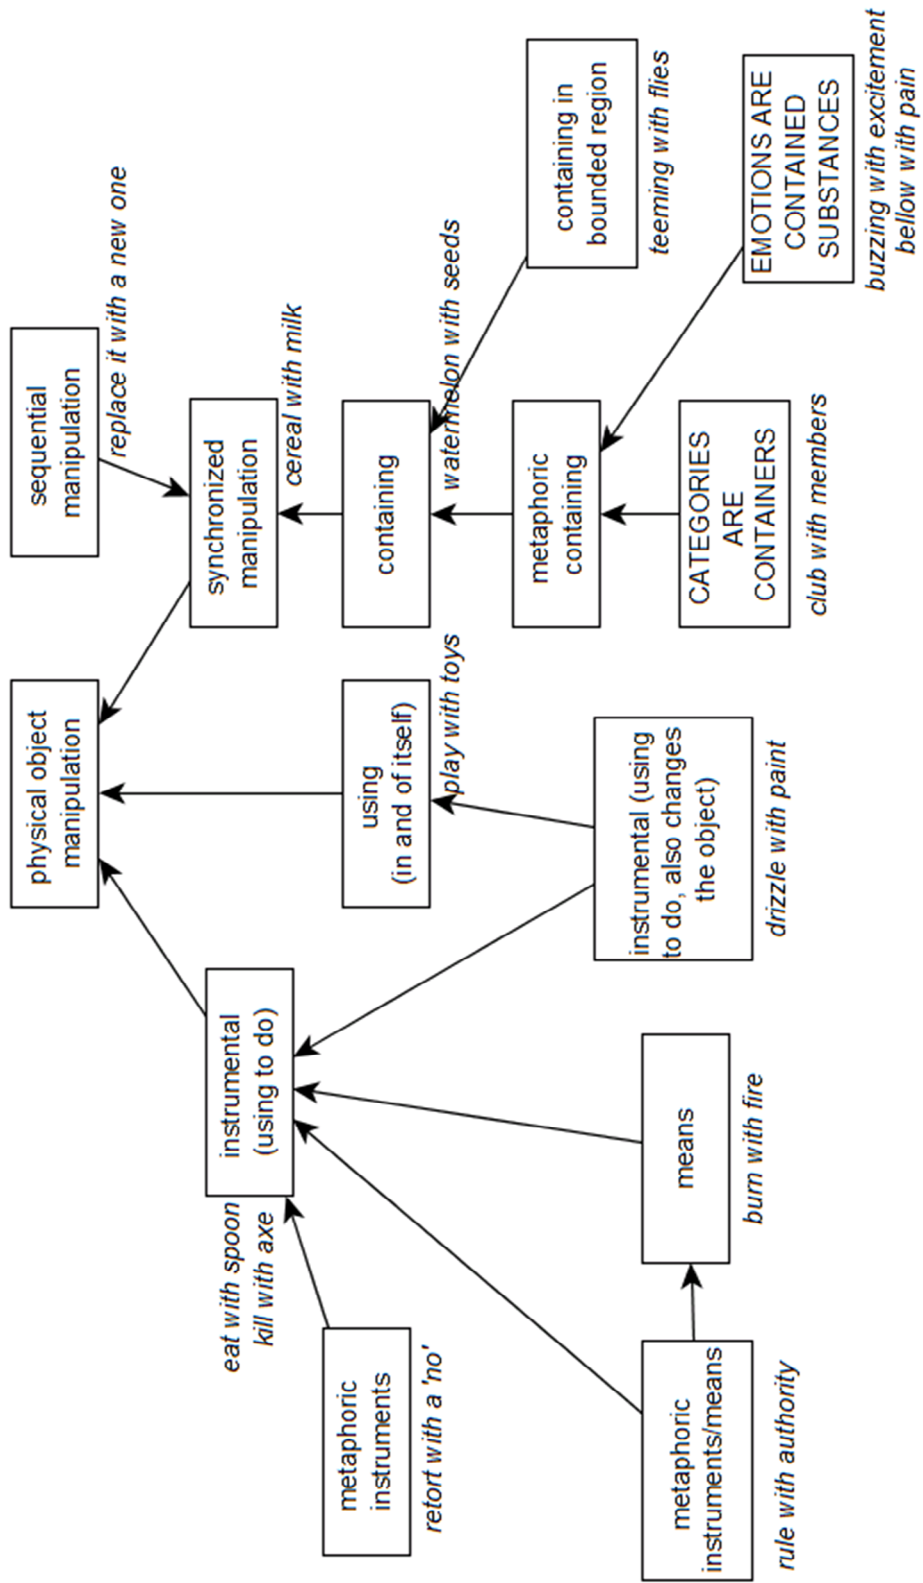 physical object
manipulation
sequential
manipulation
replace it with a new one
instrumental
(using to do)
eat with spoon
kill with axe
synchronized
manipulation
cereal with milk
metaphoric
instruments
retort with a 'no'
using
(in and of itself)
play with toys
containing
watermelon with seeds
metaphoric
containing
containing in
bounded region
teeming with flies
metaphoric
instruments/means
rule with authority
means
burn with fire
instrumental (using
to do, also changes
the object)
drizzle with paint
CATEGORIES
ARE
CONTAINERS
club with members
EMOTIONS ARE
CONTAINED
SUBSTANCES
buzzing with excitement
bellow with pain